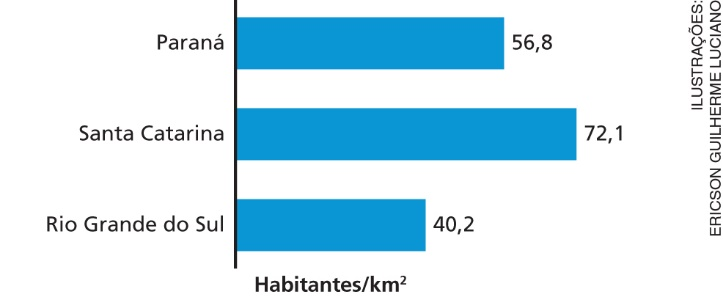 Paraná
56,8
Santa Catarina
72,1
Rio Grande do Sul
40,2
Habitantes/km²
ILUSTRAÇÕES:
ERICSON GUILHERME LUCIANO